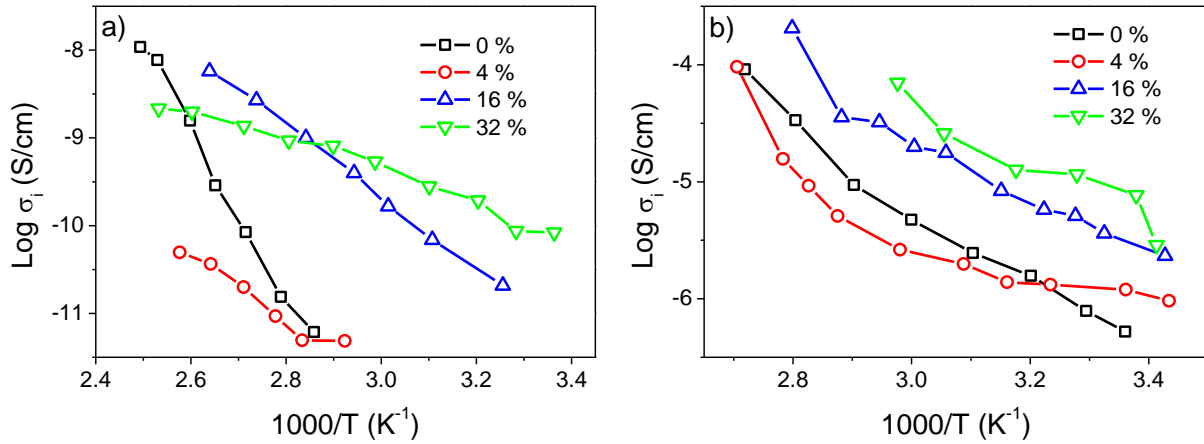 a)
0 %
4 %
16 %
32 %
-8
-9
-10
-11
Log σi (S/cm)
2.4 2.6 2.8 3.0 3.2 3.4
1000/T (K-1)
b)
0 %
4 %
16 %
32 %
-4
-5
-6
Log σi (S/cm)
2.8 3.0 3.2 3.4
1000/T (K-1)